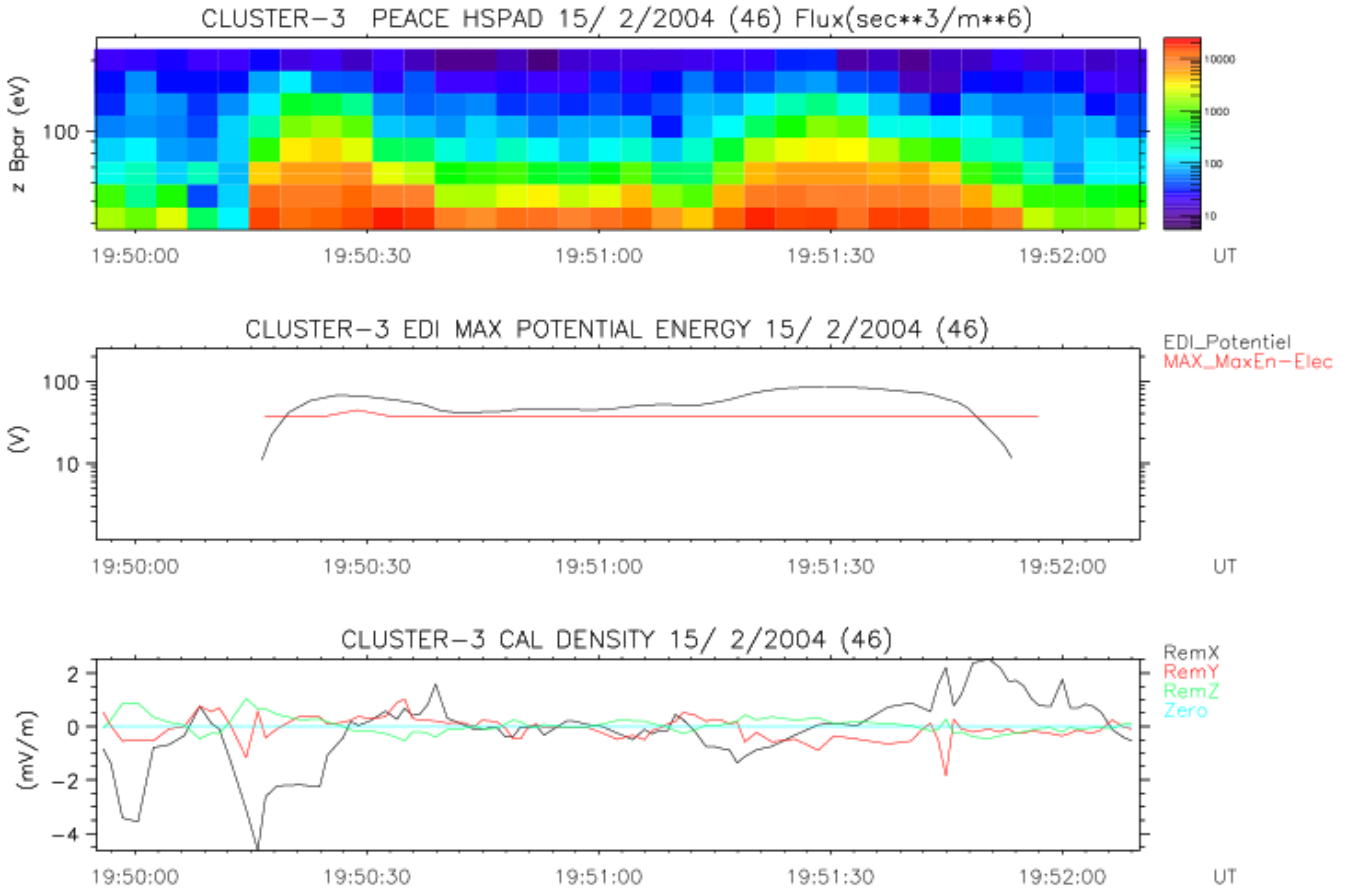 CLUSTER-3 PEACE HSPAD 15/ 2/2004 (46) Flux(sec**3/m**6)
z Bpar (eV)
100
10000
1000
100
10
19:50:00 19:50:30 19:51:00 19:51:30 19:52:00 UT
CLUSTER-3 EDI MAX POTENTIAL ENERGY 15/ 2/2004 (46)
EDI_Potentiel
MAX_MaxEn-Elec
(V)
100
10
19:50:00 19:50:30 19:51:00 19:51:30 19:52:00 UT
CLUSTER-3 CAL DENSITY 15/ 2/2004 (46)
RemX
RemY
RemZ
Zero
(mV/m)
2
0
-2
-4
19:50:00 19:50:30 19:51:00 19:51:30 19:52:00 UT